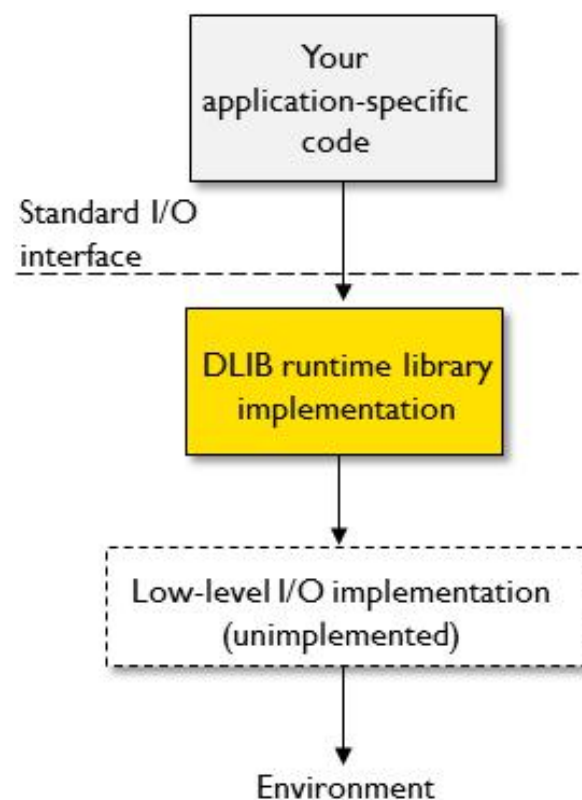 Your
application-specific
code
Standard I/O
interface
DLIB runtime library
implementation
Low-level I/O implementation
(unimplemented)
Environment